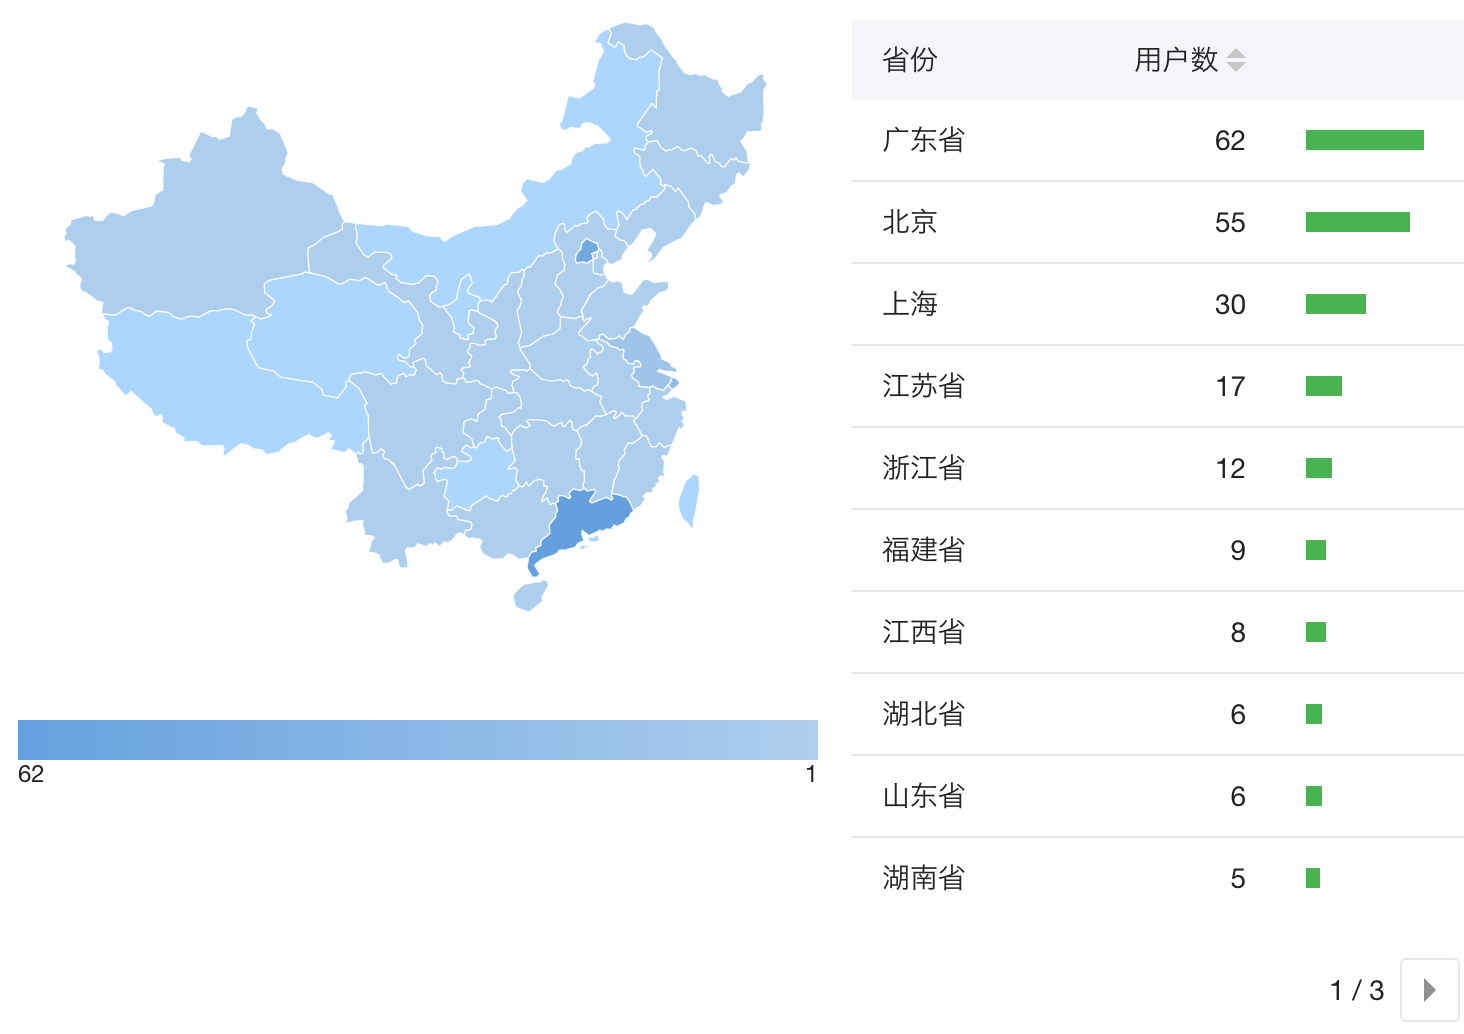 省份 用户数
广东省 62
北京 55
上海 30
江苏省 17
浙江省 12
福建省 9
江西省 8
湖北省 6
山东省 6
湖南省 5
62 1
1 / 3